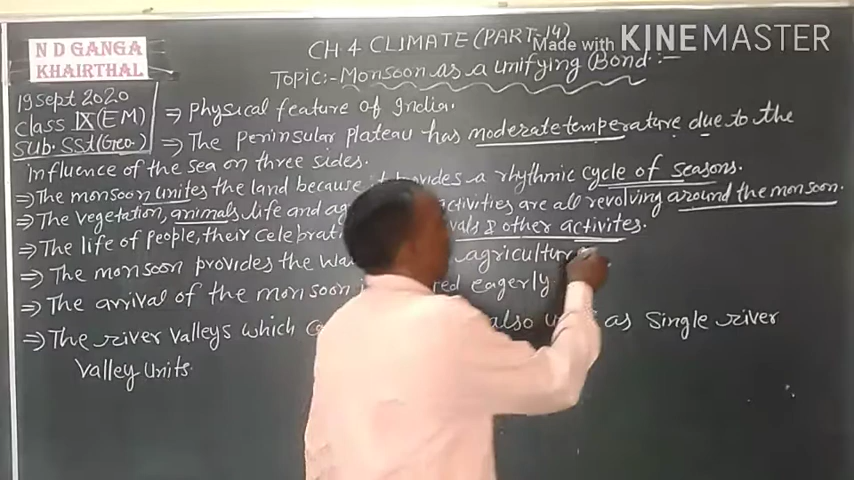 Made with KINEMASTER
N D GANGA
KHAIRTHAL
CH 4 CLIMATE (PART-14)
TOPIC:- Monsoon as a unifying Bond :-
19 Sept 2020
Class IX (EM)
Sub. SSt (Geo.)
⇒ Physical feature of India.
⇒ The Peninsular Plateau has moderate temperature due to the
influence of the sea on three sides.
⇒ The monsoon unites the land because it provides a rhythmic cycle of seasons.
⇒ The vegetation, animals life and activities are all revolving around the monsoon.
⇒ The life of people, their & other activites.
⇒ The monsoon provides the agriculture
⇒ The arrival of the monsoon eagerly
⇒ The river valleys which also as single river
valley units.